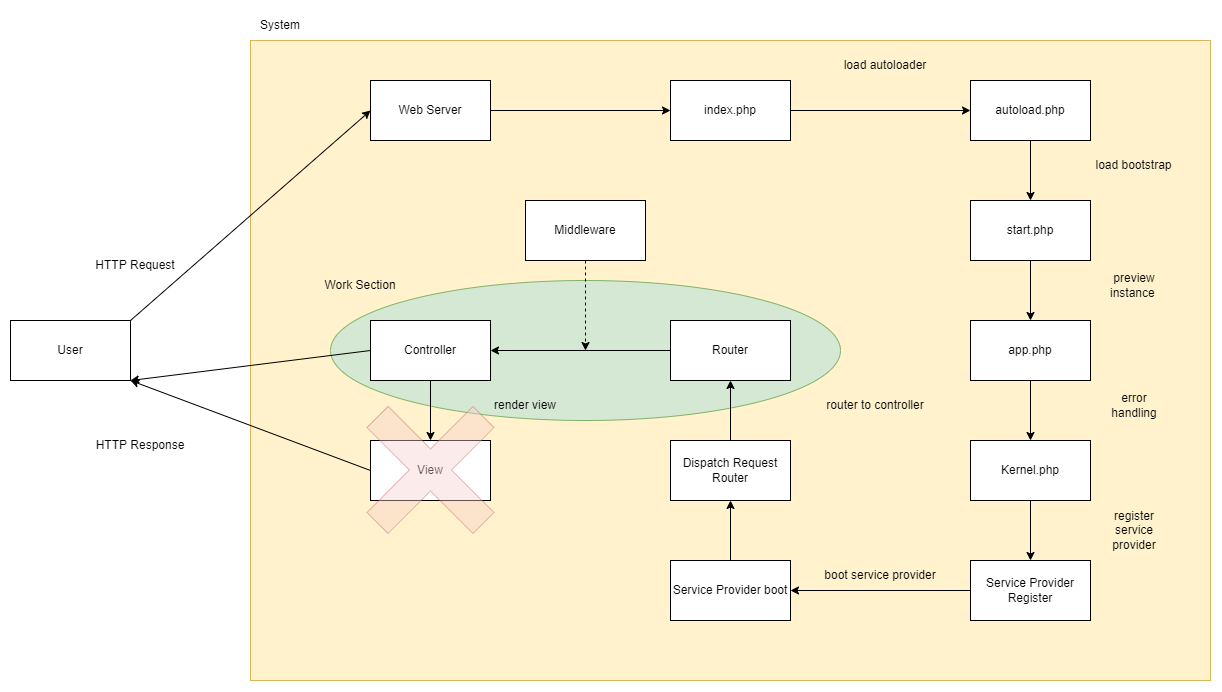 System
load autoloader
Web Server
index.php
autoload.php
load bootstrap
Middleware
start.php
HTTP Request
Work Section
preview
instance
User
Controller
Router
app.php
render view
router to controller
error
handling
HTTP Response
View
Dispatch Request
Router
Kernel.php
register
service
provider
boot service provider
Service Provider boot
Service Provider
Register